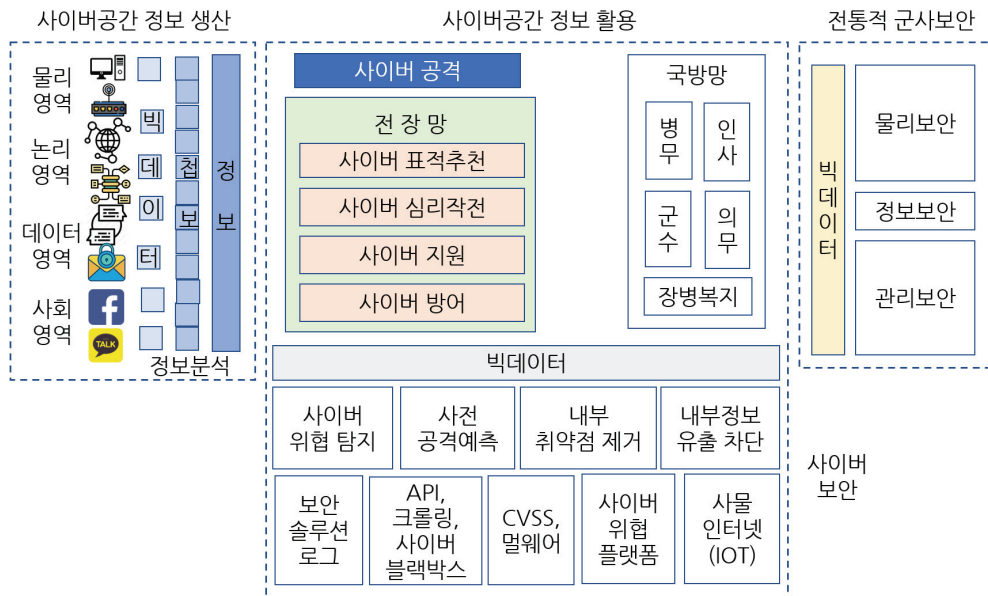 사이버공간 정보 생산
물리
영역
논리
영역
데이터
영역
사회
영역
TALK
빅
데
이
터
첩
보
정
보
정보분석
사이버공간 정보 활용
사이버 공격
전 장 망
사이버 표적추천
사이버 심리작전
사이버 지원
사이버 방어
국방망
병
무
인
사
군
수
의
무
장병복지
빅데이터
사이버
위협 탐지
사전
공격예측
내부
취약점 제거
내부정보
유출 차단
보안
솔루션
로그
API,
크롤링,
사이버
블랙박스
CVSS,
멀웨어
사이버
위협
플랫폼
사물
인터넷
(IOT)
전통적 군사보안
빅
데
이
터
물리보안
정보보안
관리보안
사이버
보안